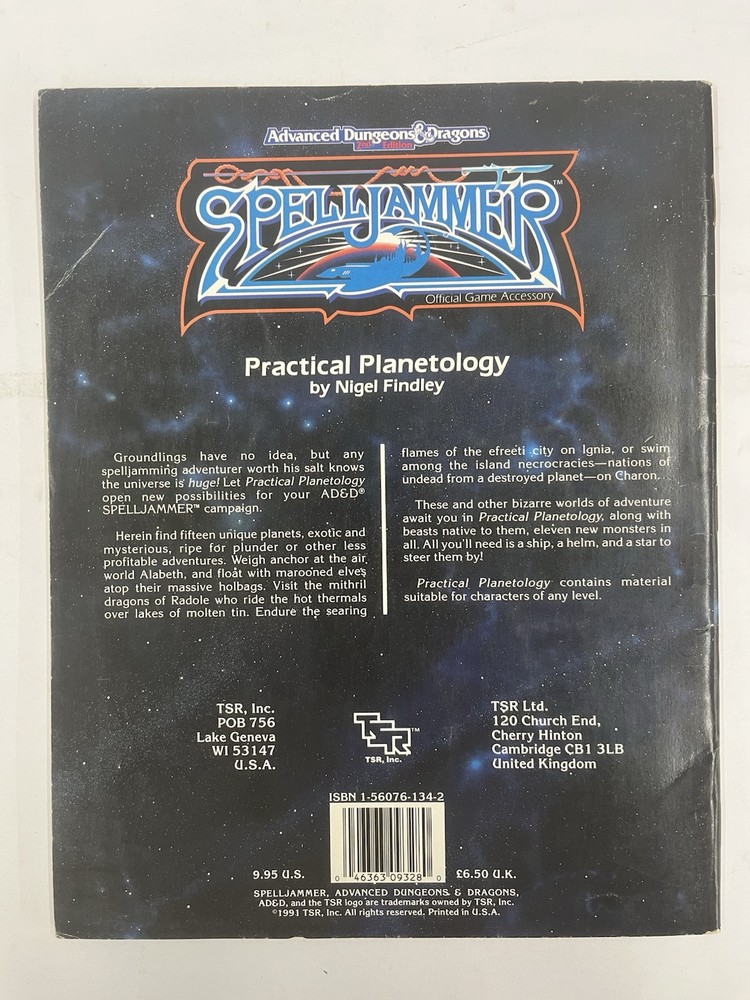 Advanced Dungeons & Dragons
2nd Edition
SPELLJAMMER™
Official Game Accessory
Practical Planetology
by Nigel Findley
Groundlings have no idea, but any
spelljamming adventurer worth his salt knows
the universe is huge! Let Practical Planetology
open new possibilities for your AD&D®
SPELLJAMMER™ campaign.
Herein find fifteen unique planets, exotic and
mysterious, ripe for plunder or other less
profitable adventures. Weigh anchor at the air
world Alabeth, and float with marooned elves
atop their massive holbags. Visit the mithril
dragons of Radole who ride the hot thermals
over lakes of molten tin. Endure the searing
flames of the efreeti city on Ignia, or swim
among the island necrocracies—nations of
undead from a destroyed planet—on Charon.
These and other bizarre worlds of adventure
await you in Practical Planetology, along with
beasts native to them, eleven new monsters in
all. All you'll need is a ship, a helm, and a star to
steer them by!
Practical Planetology contains material
suitable for characters of any level.
TSR, Inc.
POB 756
Lake Geneva
WI 53147
U.S.A.
TSR™
TSR, Inc.
TSR Ltd.
120 Church End,
Cherry Hinton
Cambridge CB1 3LB
United Kingdom
ISBN 1-56076-134-2
9.95 U.S.
0 46363 09328 0
£6.50 U.K.
SPELLJAMMER, ADVANCED DUNGEONS & DRAGONS,
AD&D, and the TSR logo are trademarks owned by TSR, Inc.
©1991 TSR, Inc. All rights reserved. Printed in U.S.A.